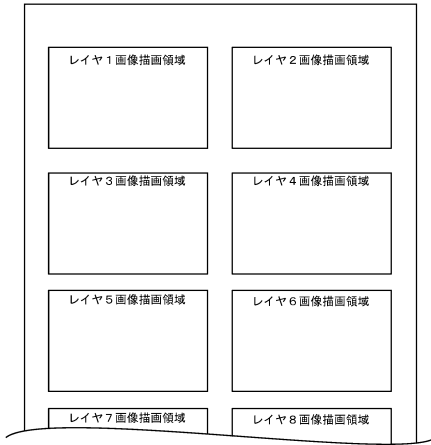 レイヤ１画像描画領域
レイヤ２画像描画領域
レイヤ３画像描画領域
レイヤ４画像描画領域
レイヤ５画像描画領域
レイヤ６画像描画領域
レイヤ７画像描画領域
レイヤ８画像描画領域